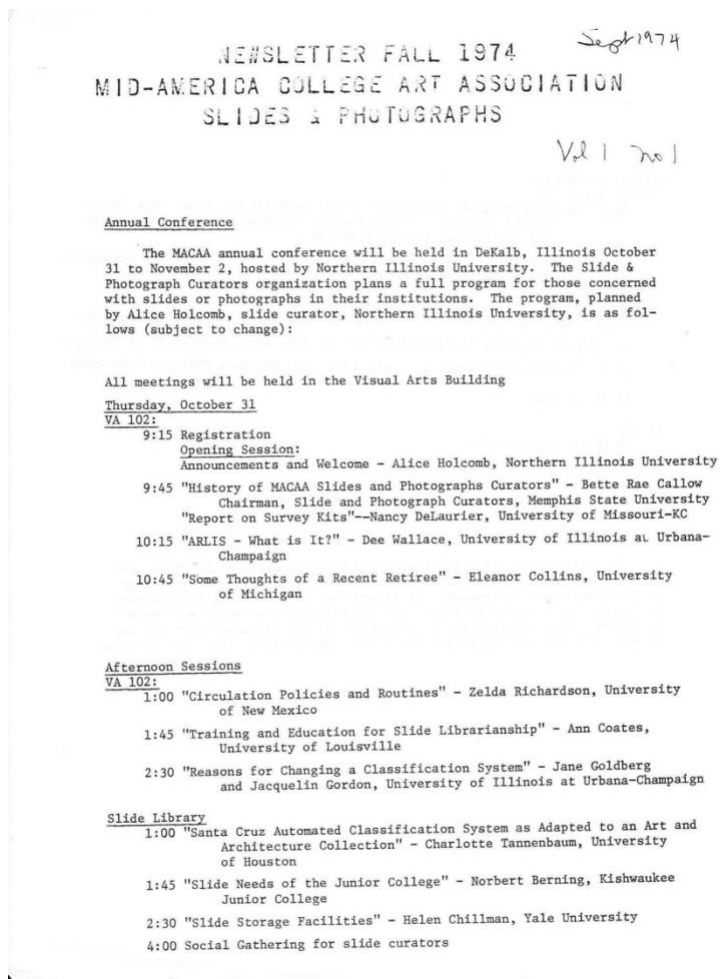 Sept 1974
NEWSLETTER FALL 1974
MID-AMERICA COLLEGE ART ASSOCIATION
SLIDES & PHOTOGRAPHS
Vol 1 no 1
Annual Conference
The MACAA annual conference will be held in DeKalb, Illinois October
31 to November 2, hosted by Northern Illinois University. The Slide &
Photograph Curators organization plans a full program for those concerned
with slides or photographs in their institutions. The program, planned
by Alice Holcomb, slide curator, Northern Illinois University, is as fol-
lows (subject to change):
All meetings will be held in the Visual Arts Building
Thursday, October 31
VA 102:
9:15 Registration
Opening Session:
Announcements and Welcome - Alice Holcomb, Northern Illinois University
9:45 "History of MACAA Slides and Photographs Curators" - Bette Rae Callow
Chairman, Slide and Photograph Curators, Memphis State University
"Report on Survey Kits"--Nancy DeLaurier, University of Missouri-KC
10:15 "ARLIS - What is It?" - Dee Wallace, University of Illinois at Urbana-
Champaign
10:45 "Some Thoughts of a Recent Retiree" - Eleanor Collins, University
of Michigan
Afternoon Sessions
VA 102:
1:00 "Circulation Policies and Routines" - Zelda Richardson, University
of New Mexico
1:45 "Training and Education for Slide Librarianship" - Ann Coates,
University of Louisville
2:30 "Reasons for Changing a Classification System" - Jane Goldberg
and Jacquelin Gordon, University of Illinois at Urbana-Champaign
Slide Library
1:00 "Santa Cruz Automated Classification System as Adapted to an Art and
Architecture Collection" - Charlotte Tannenbaum, University
of Houston
1:45 "Slide Needs of the Junior College" - Norbert Berning, Kishwaukee
Junior College
2:30 "Slide Storage Facilities" - Helen Chillman, Yale University
4:00 Social Gathering for slide curators